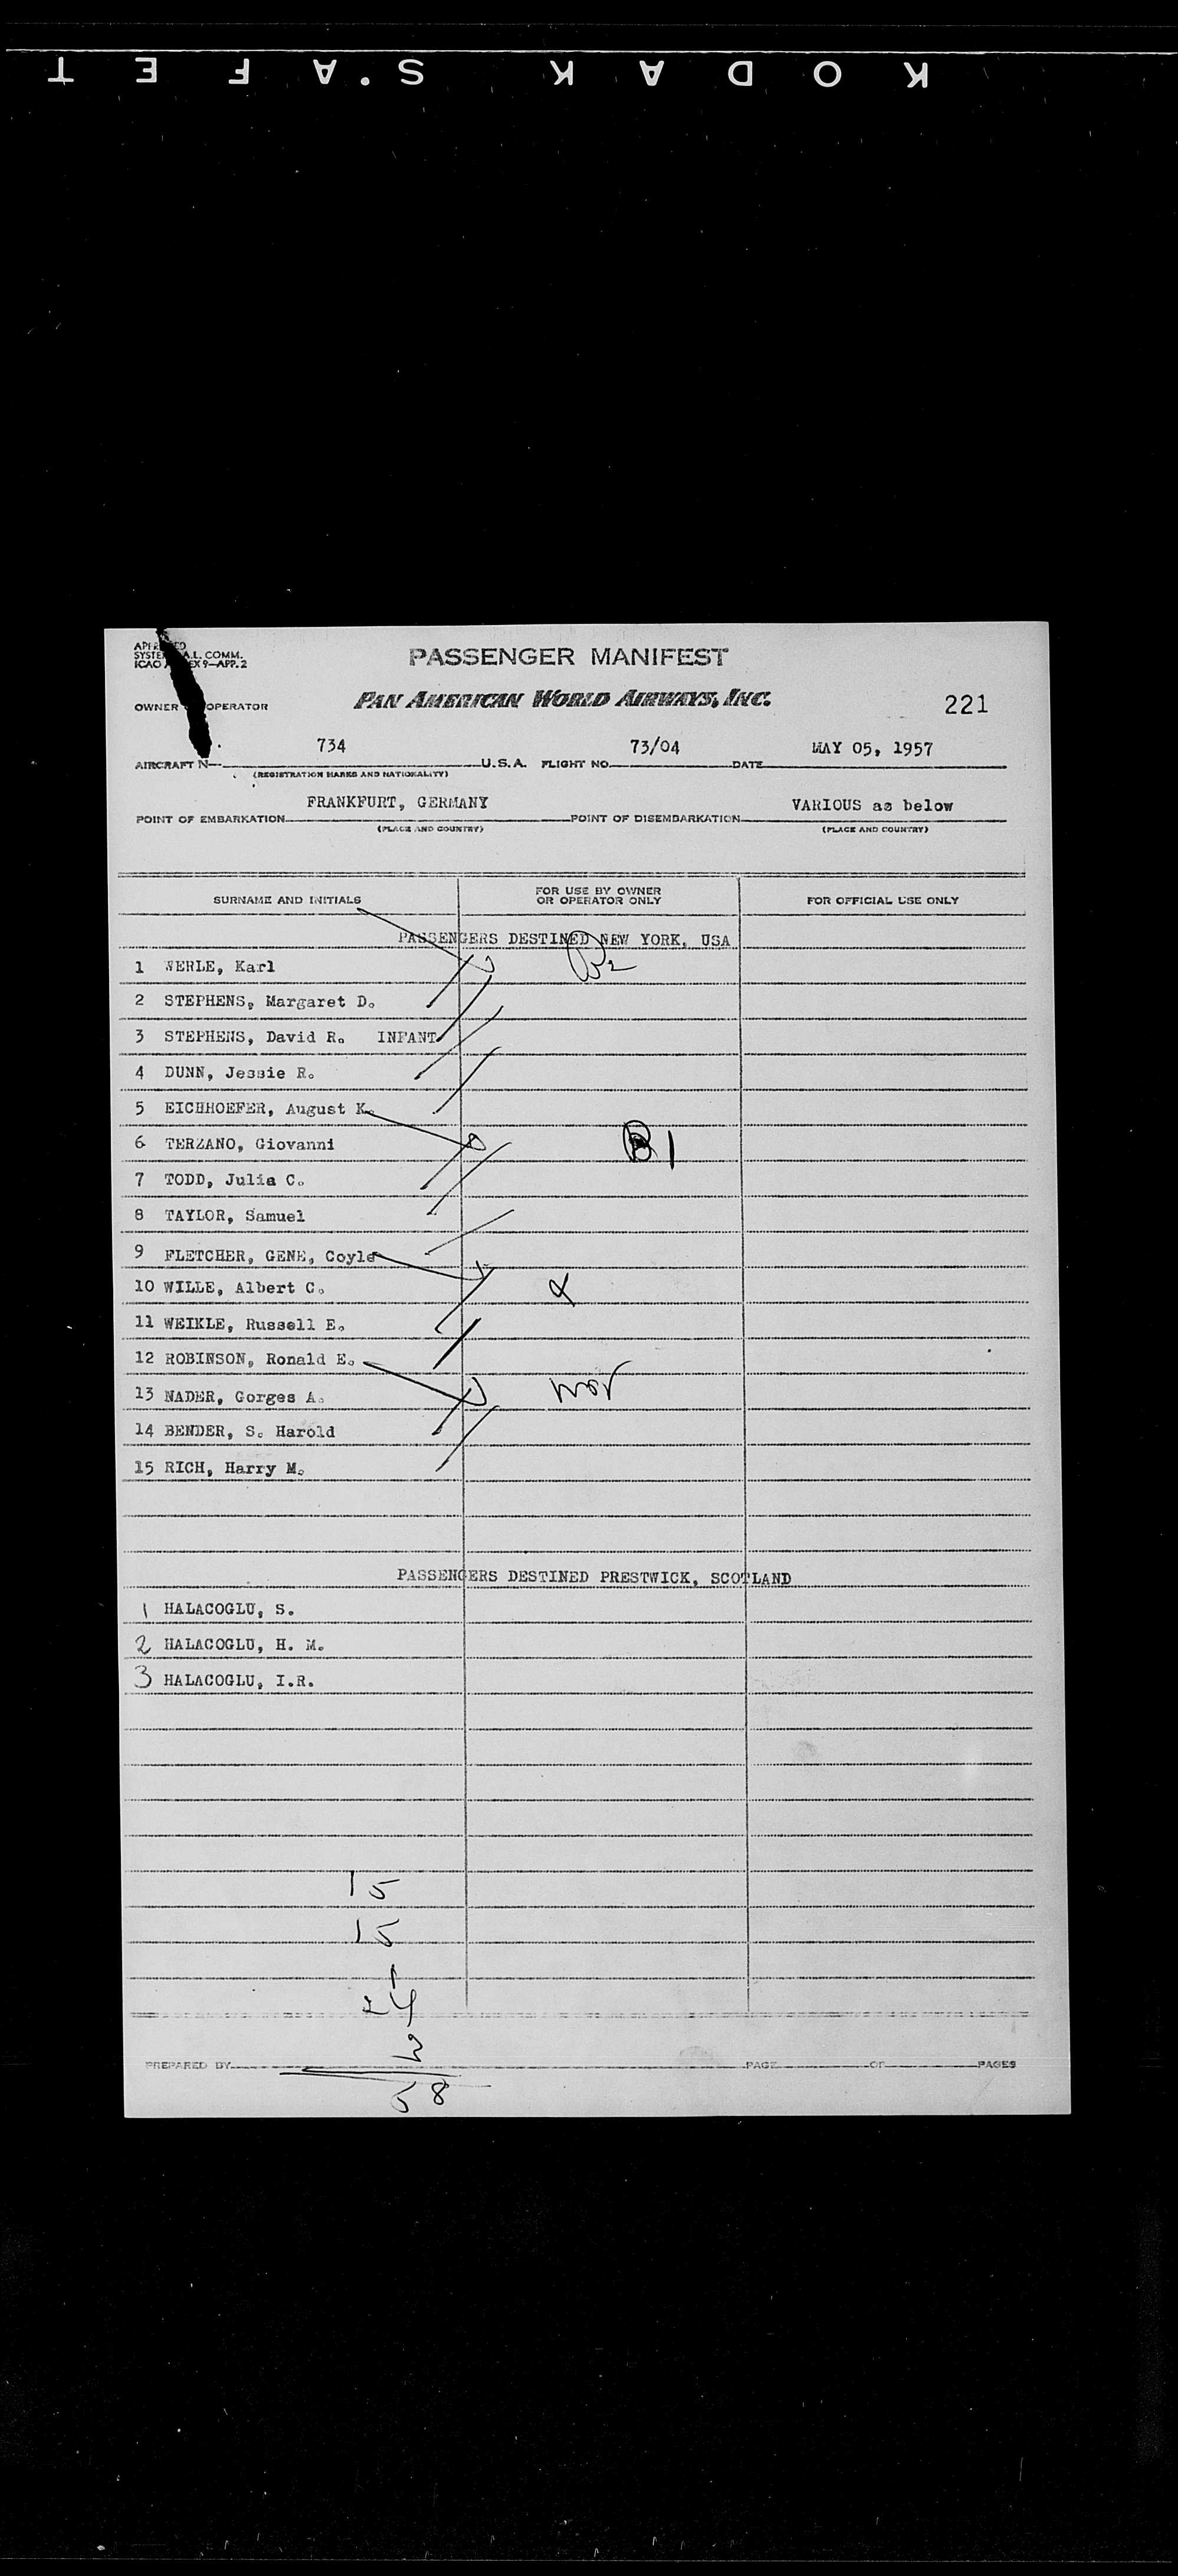 KODAK S'AFET
PASSENGER MANIFEST
SYSTEM A.L. COMM.
ICAO EX 9—APP. 2
OWNER OPERATOR
PAN AMERICAN WORLD AIRWAYS, INC.
221
AIRCRAFT N— 734 U.S.A. FLIGHT NO. 73/04 DATE MAY 05, 1957
(REGISTRATION MARKS AND NATIONALITY)
POINT OF EMBARKATION FRANKFURT, GERMANY POINT OF DISEMBARKATION VARIOUS as below
(PLACE AND COUNTRY) (PLACE AND COUNTRY)
SURNAME AND INITIALS FOR USE BY OWNER OR OPERATOR ONLY FOR OFFICIAL USE ONLY
PASSENGERS DESTINED NEW YORK, USA
1 WERLE, Karl B2
2 STEPHENS, Margaret D.
3 STEPHENS, David R. INFANT
4 DUNN, Jessie R.
5 EICHHOEFER, August K.
6 TERZANO, Giovanni B1
7 TODD, Julia C.
8 TAYLOR, Samuel
9 FLETCHER, GENE, Coyle
10 WILLE, Albert C.
11 WEIKLE, Russell E.
12 ROBINSON, Ronald E.
13 NADER, Gorges A.
14 BENDER, S. Harold
15 RICH, Harry M.
PASSENGERS DESTINED PRESTWICK, SCOTLAND
1 HALACOGLU, S.
2 HALACOGLU, H. M.
3 HALACOGLU, I.R.
15
15
24
PREPARED BY PAGE OF PAGES
58